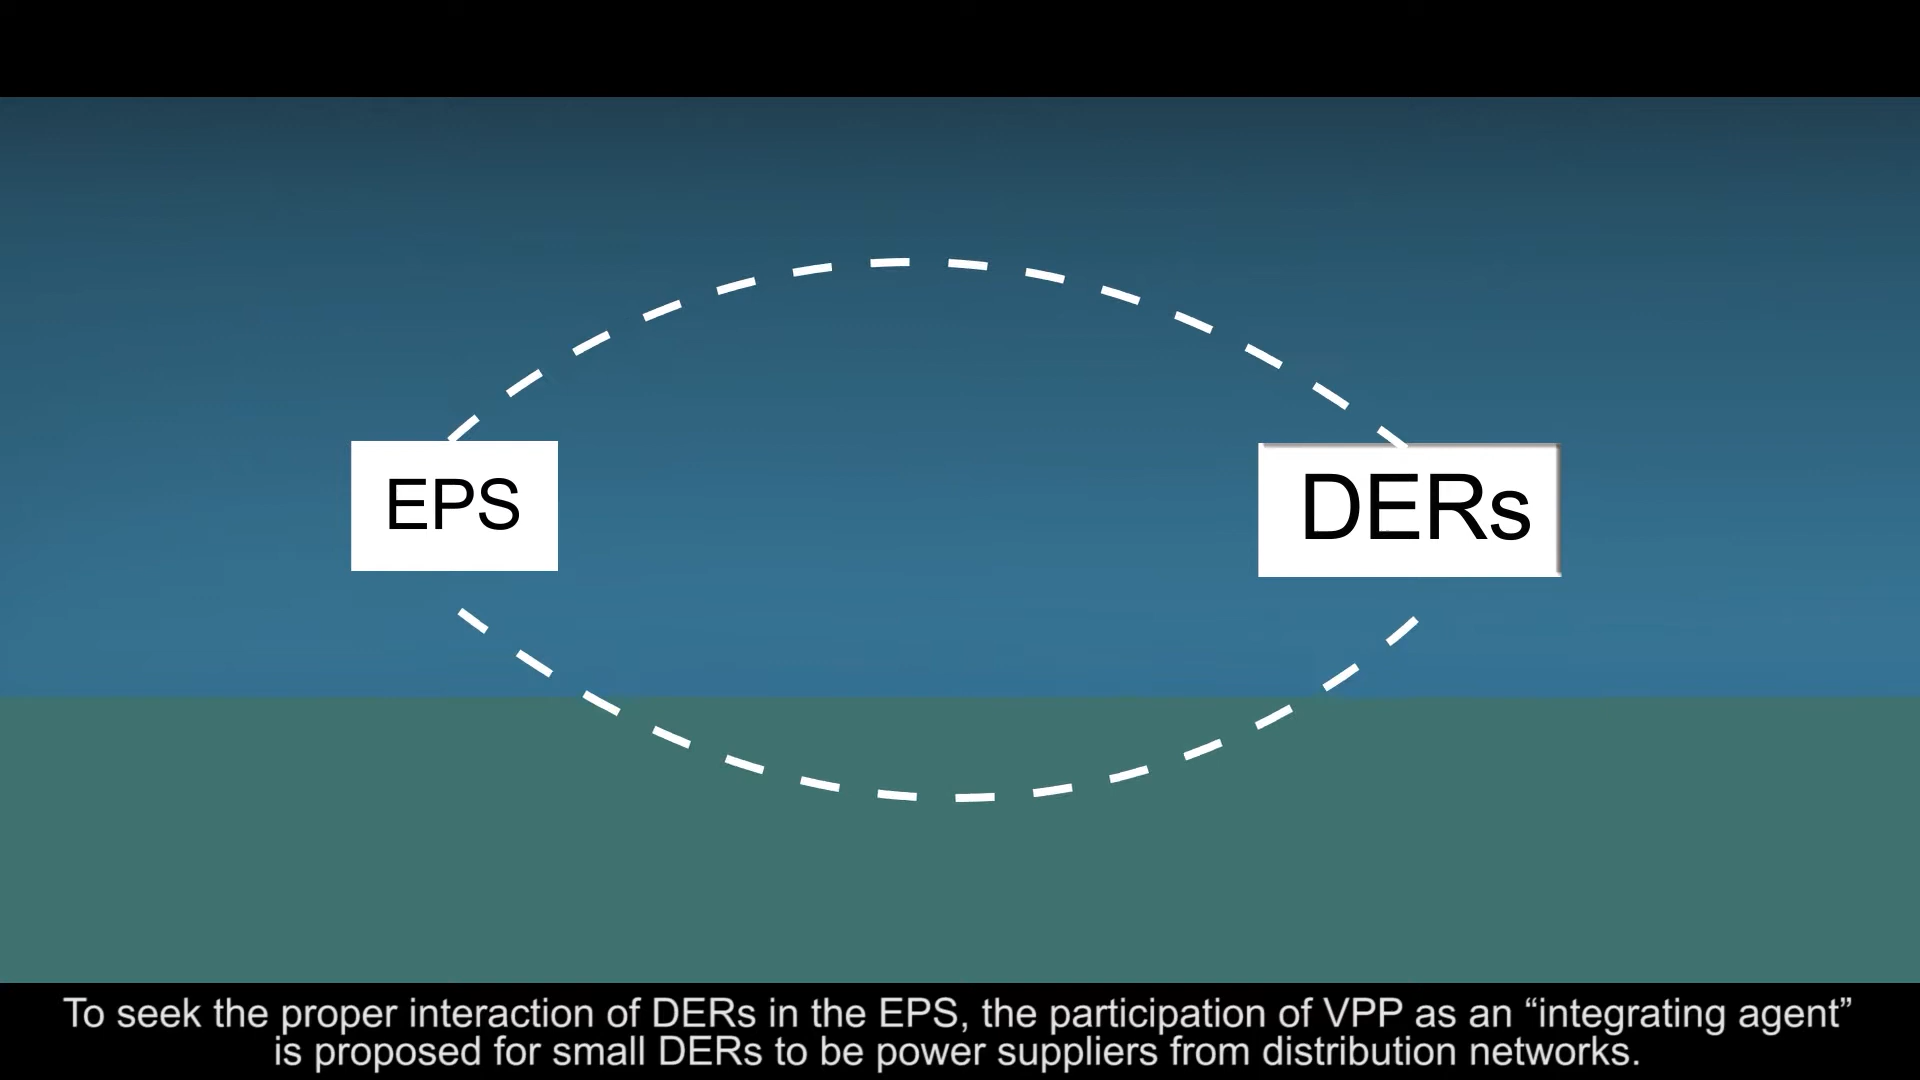 EPS
DERs
To seek the proper interaction of DERs in the EPS, the participation of VPP as an “integrating agent”
is proposed for small DERs to be power suppliers from distribution networks.